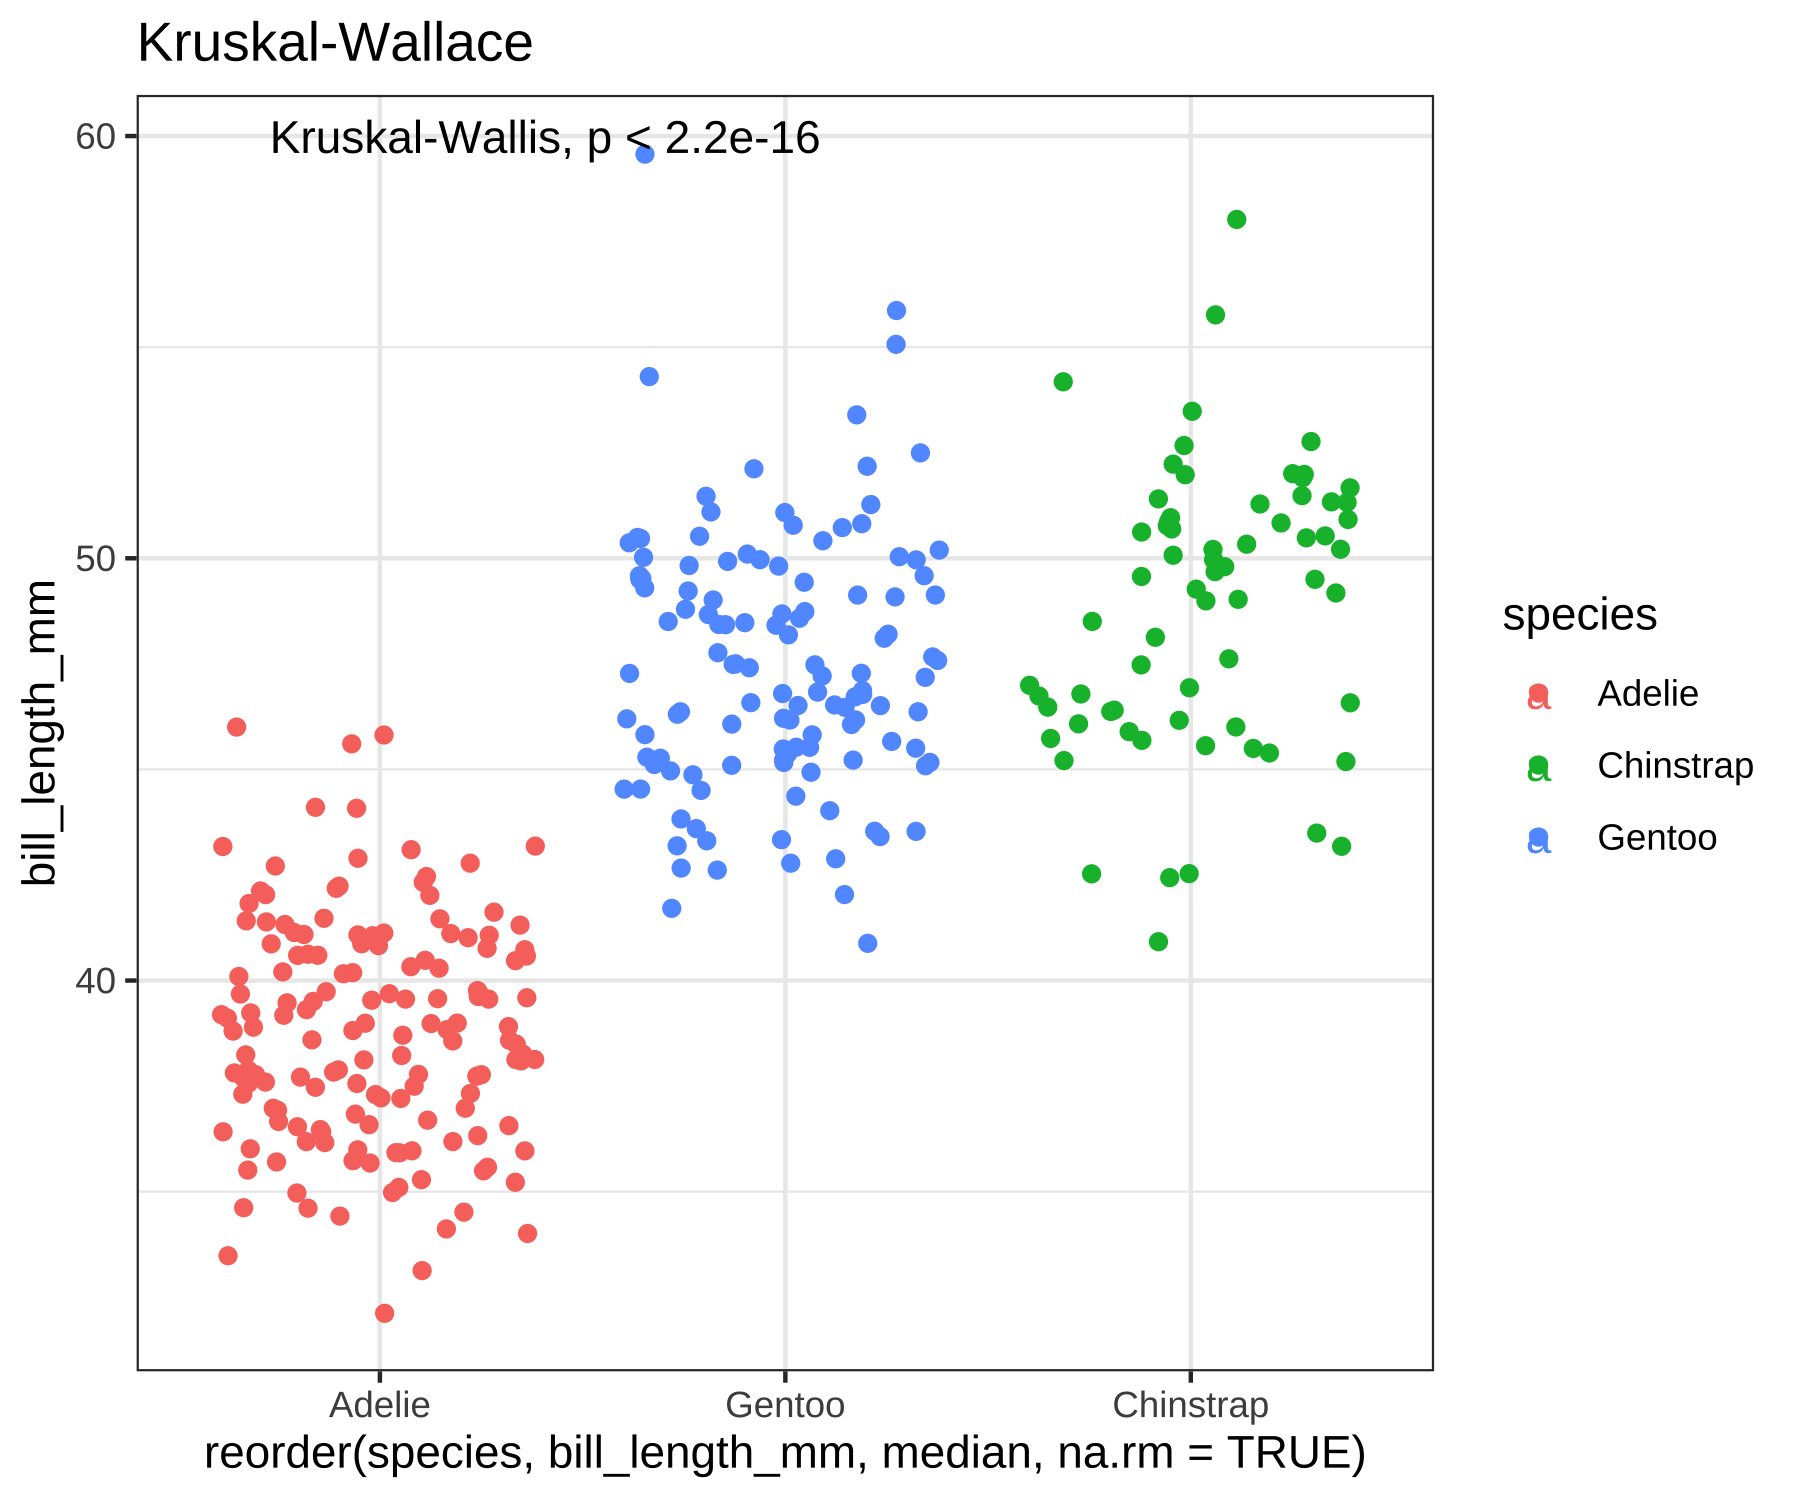 Kruskal-Wallace
Kruskal-Wallis, p < 2.2e-16
60
50
40
bill_length_mm
Adelie
Gentoo
Chinstrap
reorder(species, bill_length_mm, median, na.rm = TRUE)
species
a Adelie
a Chinstrap
a Gentoo